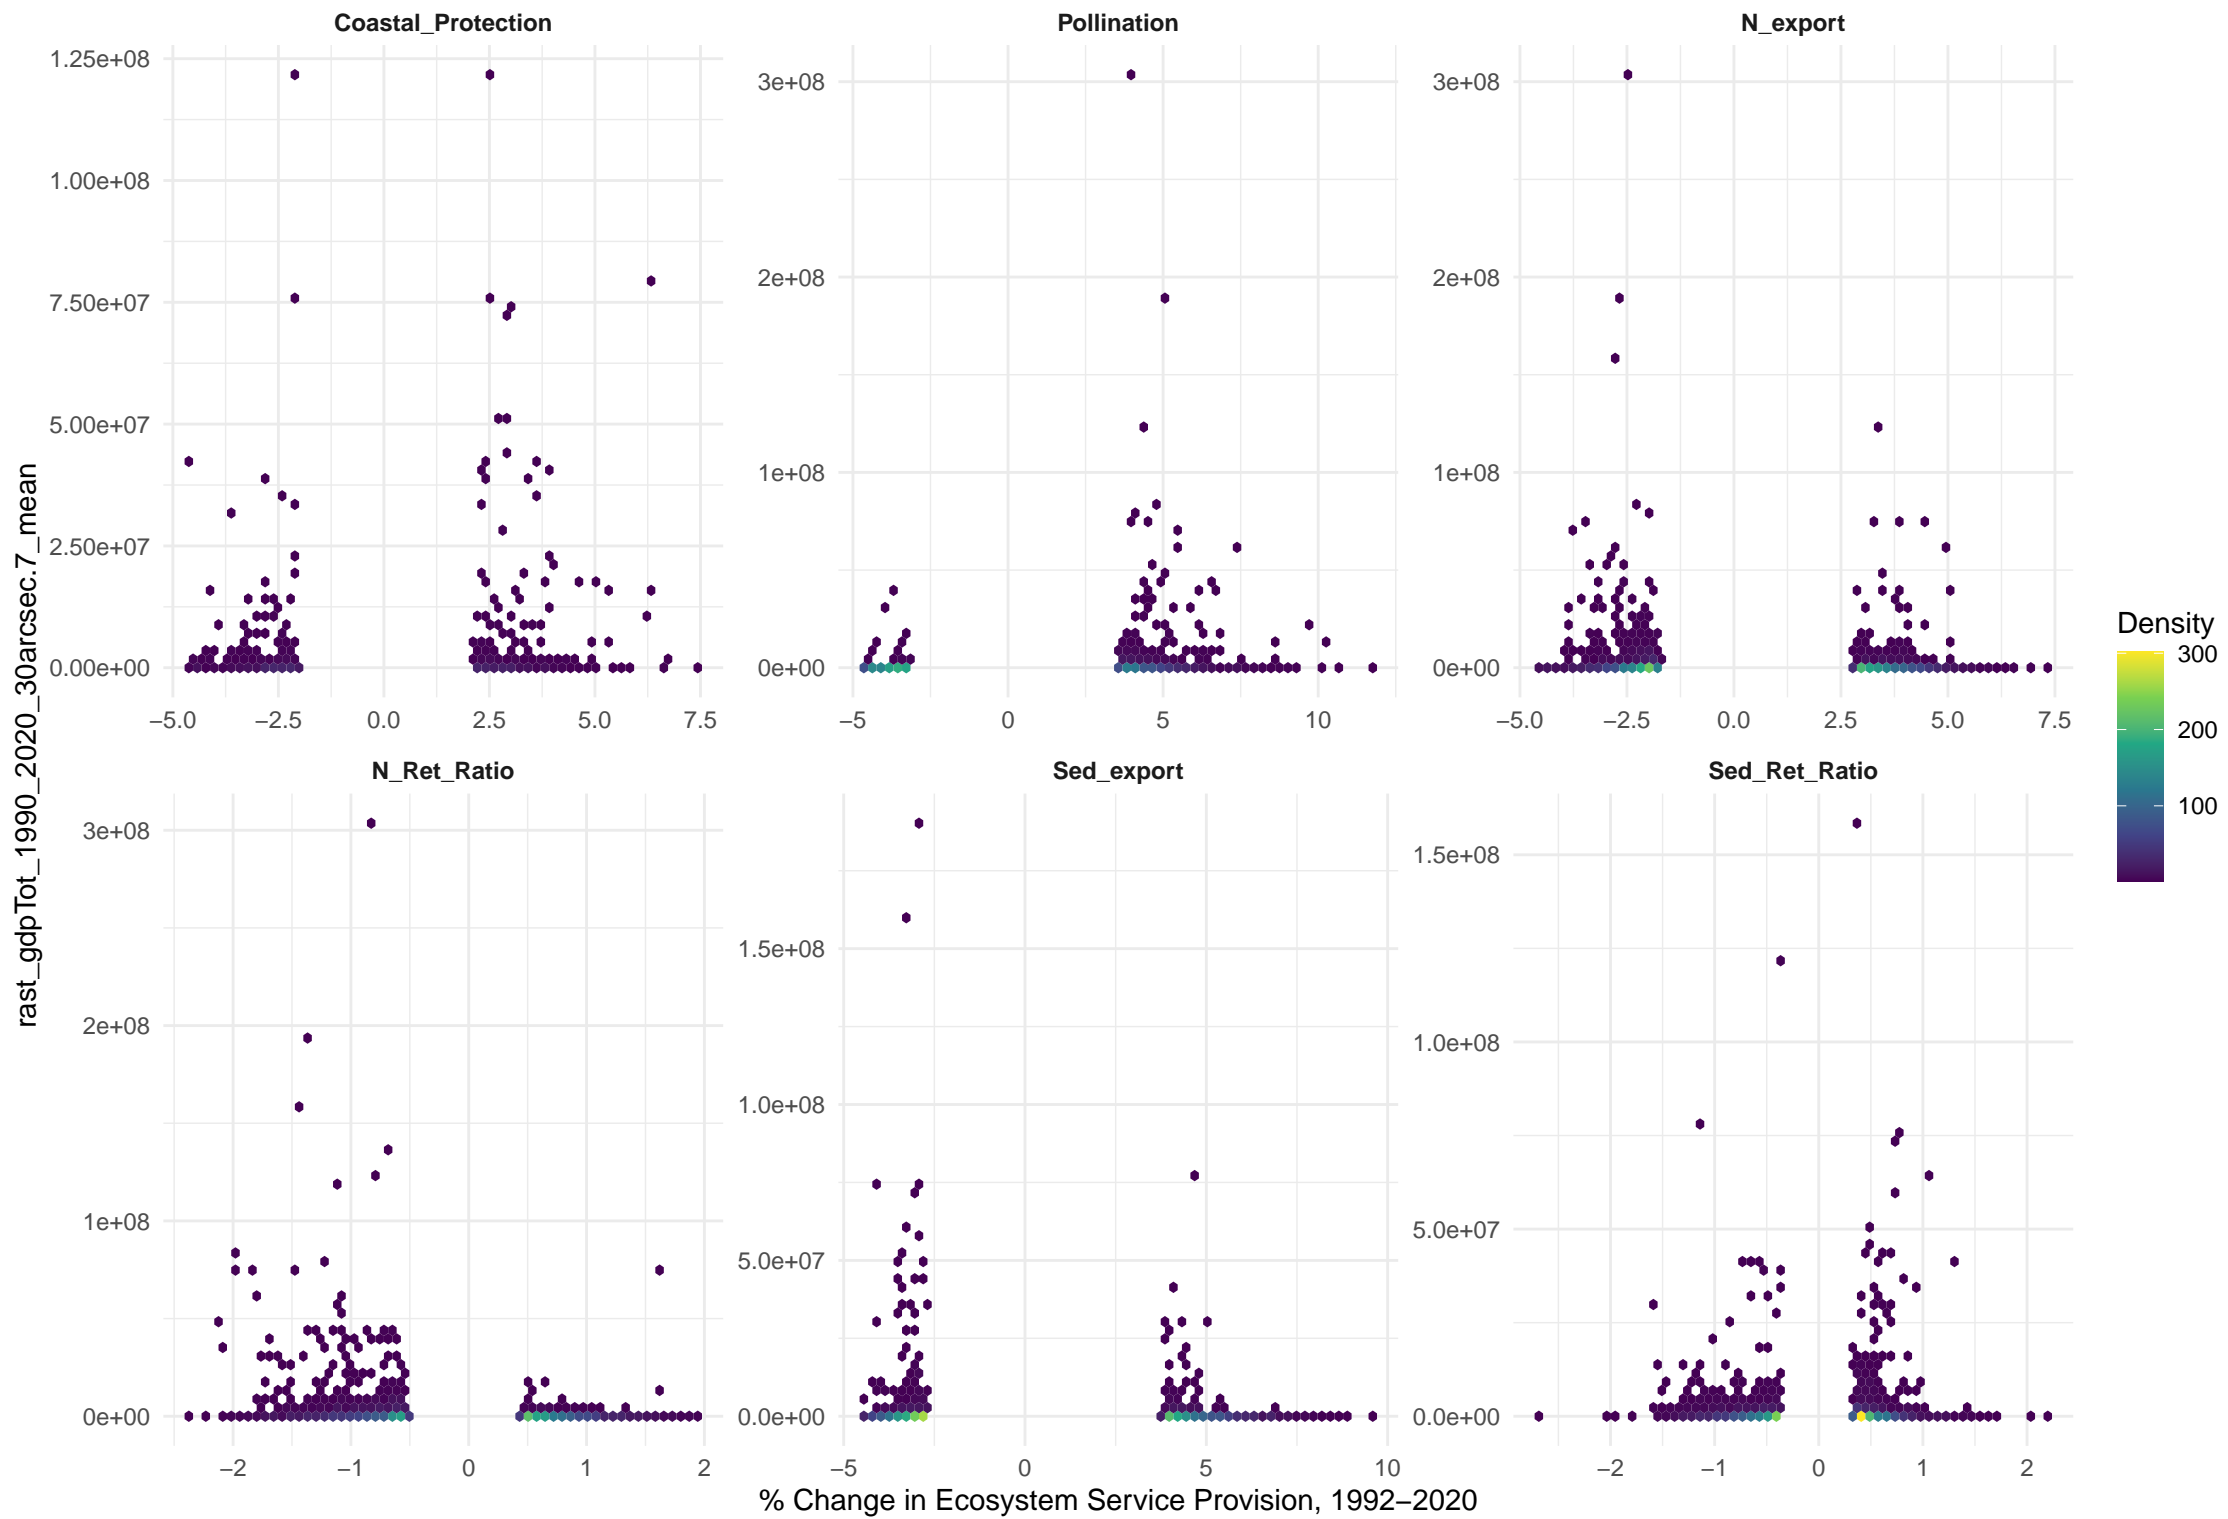 Coastal_Protection
Pollination
N_export
1.25e+08
1.00e+08
7.50e+07
5.00e+07
2.50e+07
0.00e+00
−5.0 −2.5 0.0 2.5 5.0 7.5
3e+08
2e+08
1e+08
0e+00
−5 0 5 10
3e+08
2e+08
1e+08
0e+00
−5.0 −2.5 0.0 2.5 5.0 7.5
N_Ret_Ratio
Sed_export
Sed_Ret_Ratio
3e+08
2e+08
1e+08
0e+00
−2 −1 0 1 2
1.5e+08
1.0e+08
5.0e+07
0.0e+00
−5 0 5 10
1.5e+08
1.0e+08
5.0e+07
0.0e+00
−2 −1 0 1 2
rast_gdpTot_1990_2020_30arcsec.7_mean
% Change in Ecosystem Service Provision, 1992−2020
Density
300
200
100